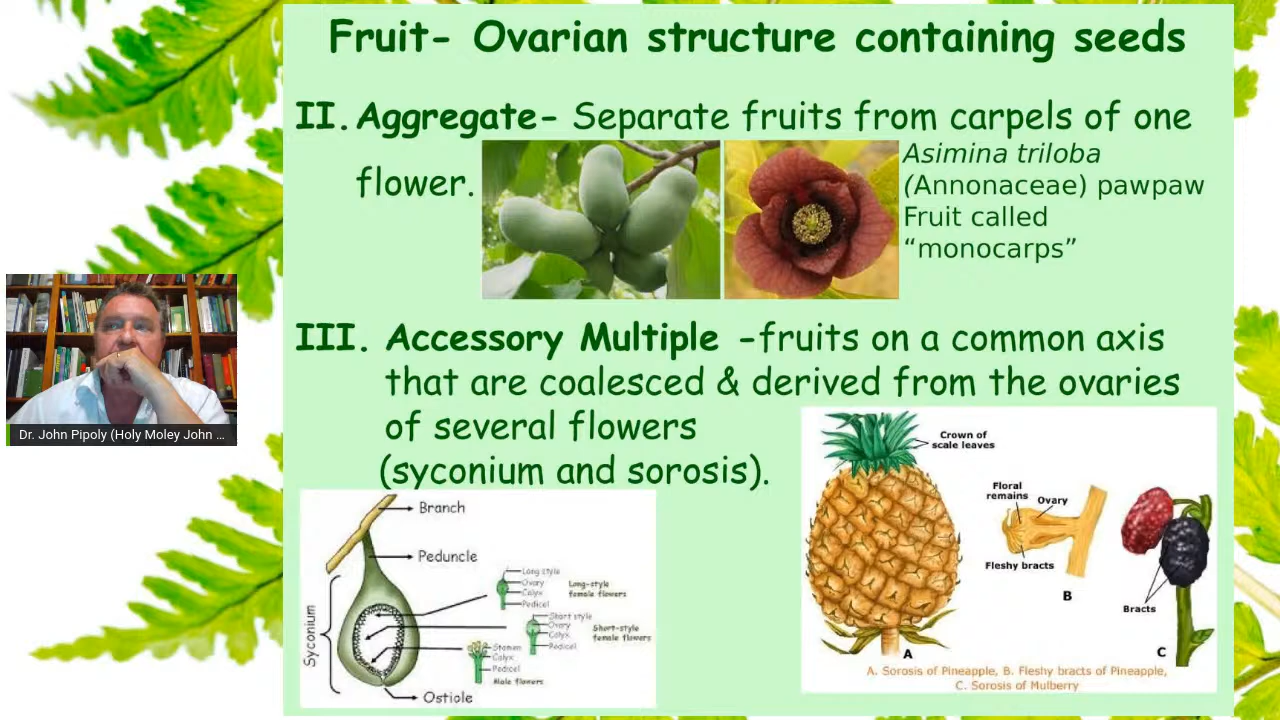 Fruit- Ovarian structure containing seeds
II. Aggregate- Separate fruits from carpels of one
flower.
Asimina triloba
(Annonaceae) pawpaw
Fruit called
“monocarps”
III. Accessory Multiple -fruits on a common axis
that are coalesced & derived from the ovaries
of several flowers
(syconium and sorosis).
Branch
Peduncle
Syconium
Long style
Ovary
Calyx
Pedicel
Long-style
female flowers
Short style
Ovary
Calyx
Pedicel
Short-style
female flowers
Stamen
Calyx
Pedicel
Male flowers
Ostiole
Crown of
scale leaves
Floral
remains
Ovary
Fleshy bracts
B
Bracts
A
C
A. Sorosis of Pineapple, B. Fleshy bracts of Pineapple,
C. Sorosis of Mulberry
Dr. John Pipoly (Holy Moley John ...